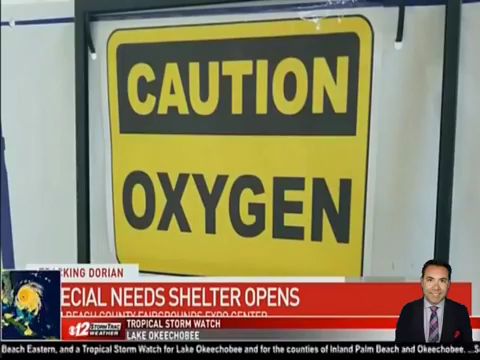 CAUTION
OXYGEN
TRACKING DORIAN
ECIAL NEEDS SHELTER OPENS
BEACH COUNTY FAIRGROUNDS EXPO CENTER
12 STORMTRAC
WEATHER
TROPICAL STORM WATCH
LAKE OKEECHOBEE
Beach Eastern, and a Tropical Storm Watch for Lake Okeechobee and for the counties of Inland Palm Beach and Okeechobee. ...S